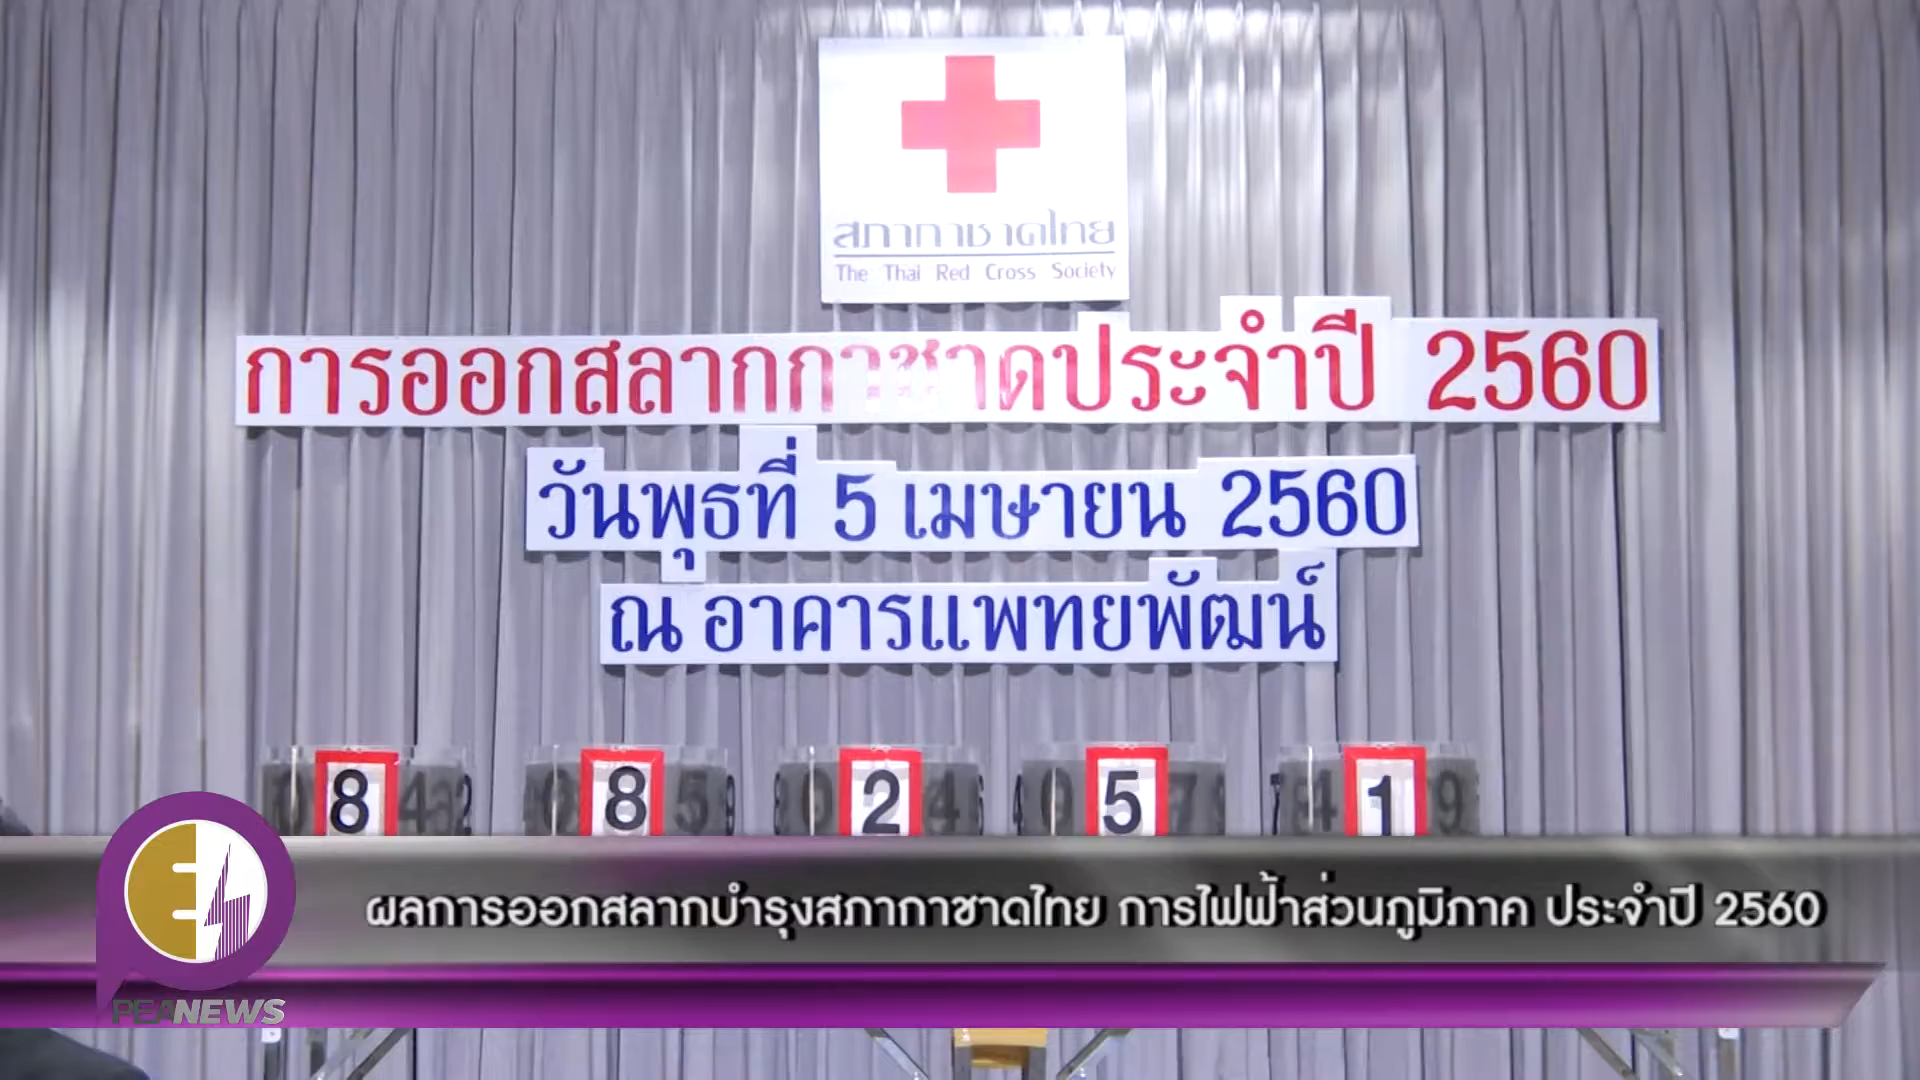 สภากาชาดไทย
The Thai Red Cross Society
การออกสลากกาชาดประจำปี 2560
วันพุธที่ 5 เมษายน 2560
ณ อาคารแพทยพัฒน์
8 8 2 5 1
ผลการออกสลากบำรุงสภากาชาดไทย การไฟฟ้าส่วนภูมิภาค ประจำปี 2560
PEANEWS